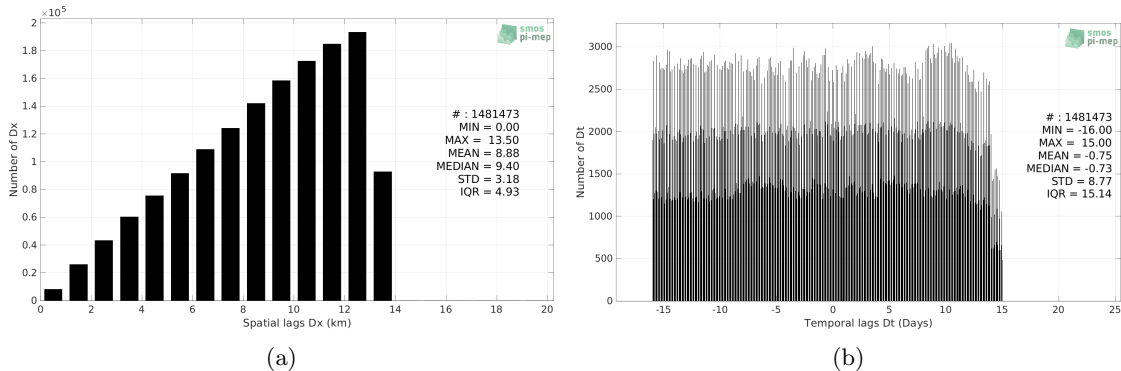 ×10^5
2
1.8
1.6
1.4
1.2
1
0.8
0.6
0.4
0.2
0
Number of Dx
0 2 4 6 8 10 12 14 16 18 20
Spatial lags Dx (km)
smos
pi-mep
# : 1481473
MIN = 0.00
MAX = 13.50
MEAN = 8.88
MEDIAN = 9.40
STD = 3.18
IQR = 4.93
(a)
3000
2500
2000
1500
1000
500
0
Number of Dt
-15 -10 -5 0 5 10 15 20 25
Temporal lags Dt (Days)
smos
pi-mep
# : 1481473
MIN = -16.00
MAX = 15.00
MEAN = -0.75
MEDIAN = -0.73
STD = 8.77
IQR = 15.14
(b)